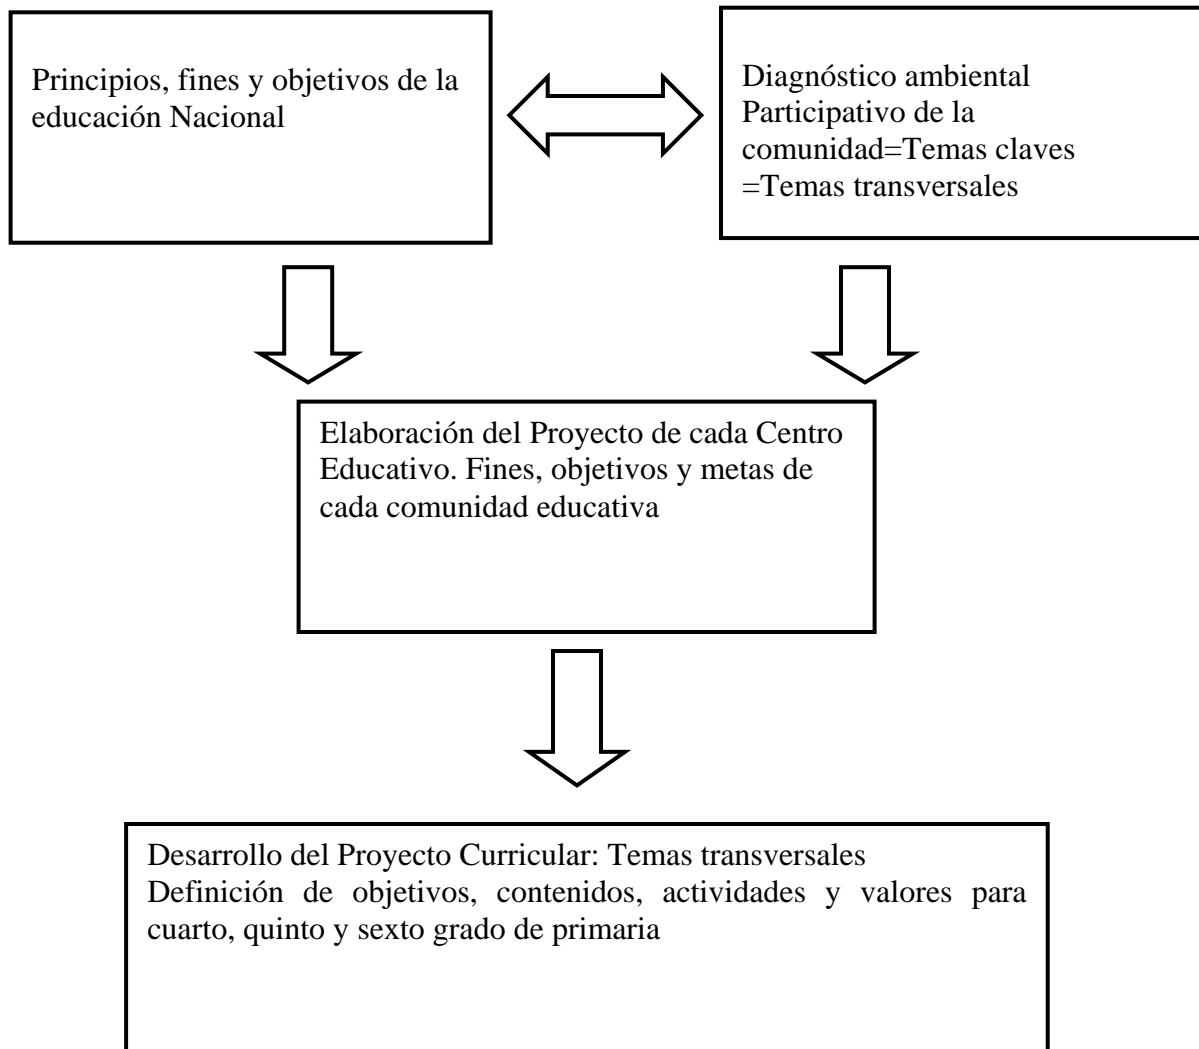 Principios, fines y objetivos de la
educación Nacional
Diagnóstico ambiental
Participativo de la
comunidad=Temas claves
=Temas transversales
Elaboración del Proyecto de cada Centro
Educativo. Fines, objetivos y metas de
cada comunidad educativa
Desarrollo del Proyecto Curricular: Temas transversales
Definición de objetivos, contenidos, actividades y valores para
cuarto, quinto y sexto grado de primaria